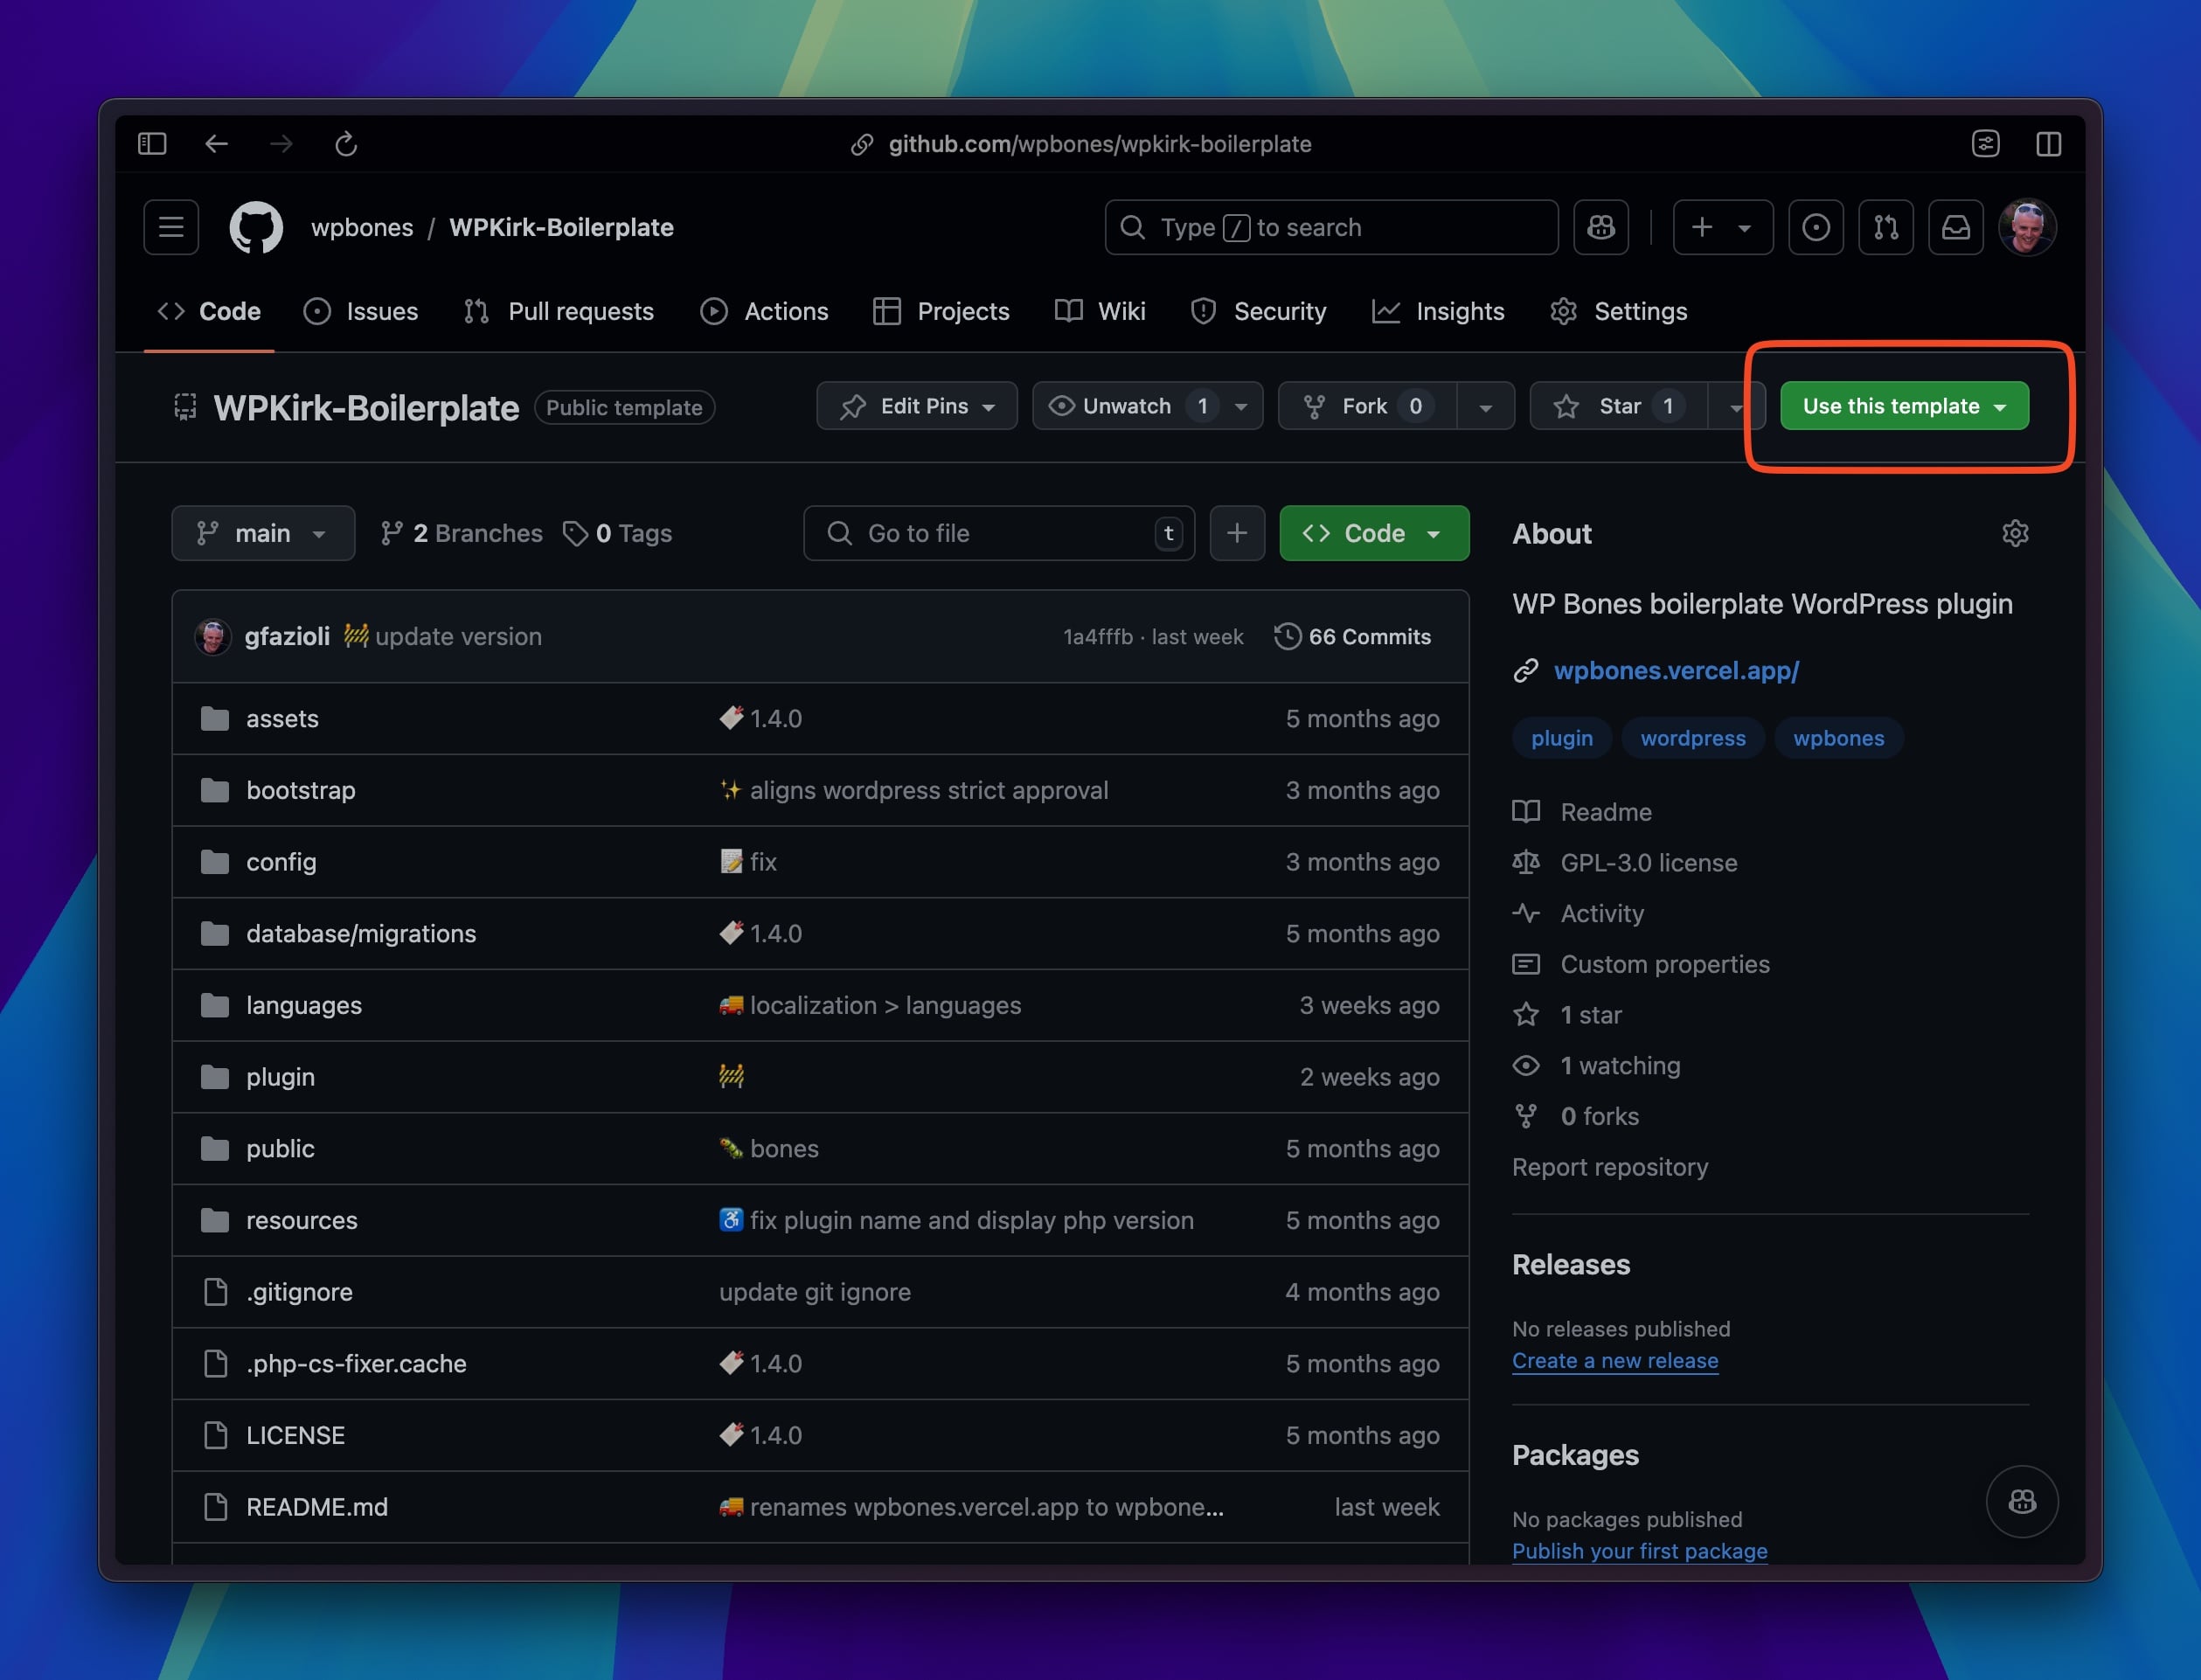 github.com/wpbones/wpkirk-boilerplate
wpbones / WPKirk-Boilerplate
Type / to search
Code Issues Pull requests Actions Projects Wiki Security Insights Settings
WPKirk-Boilerplate Public template Edit Pins Unwatch 1 Fork 0 Star 1 Use this template
main 2 Branches 0 Tags Go to file t Code
gfazioli update version 1a4fffb · last week 66 Commits
assets 1.4.0 5 months ago
bootstrap aligns wordpress strict approval 3 months ago
config fix 3 months ago
database/migrations 1.4.0 5 months ago
languages localization > languages 3 weeks ago
plugin 2 weeks ago
public bones 5 months ago
resources fix plugin name and display php version 5 months ago
.gitignore update git ignore 4 months ago
.php-cs-fixer.cache 1.4.0 5 months ago
LICENSE 1.4.0 5 months ago
README.md renames wpbones.vercel.app to wpbone... last week
About
WP Bones boilerplate WordPress plugin
wpbones.vercel.app/
plugin wordpress wpbones
Readme
GPL-3.0 license
Activity
Custom properties
1 star
1 watching
0 forks
Report repository
Releases
No releases published
Create a new release
Packages
No packages published
Publish your first package